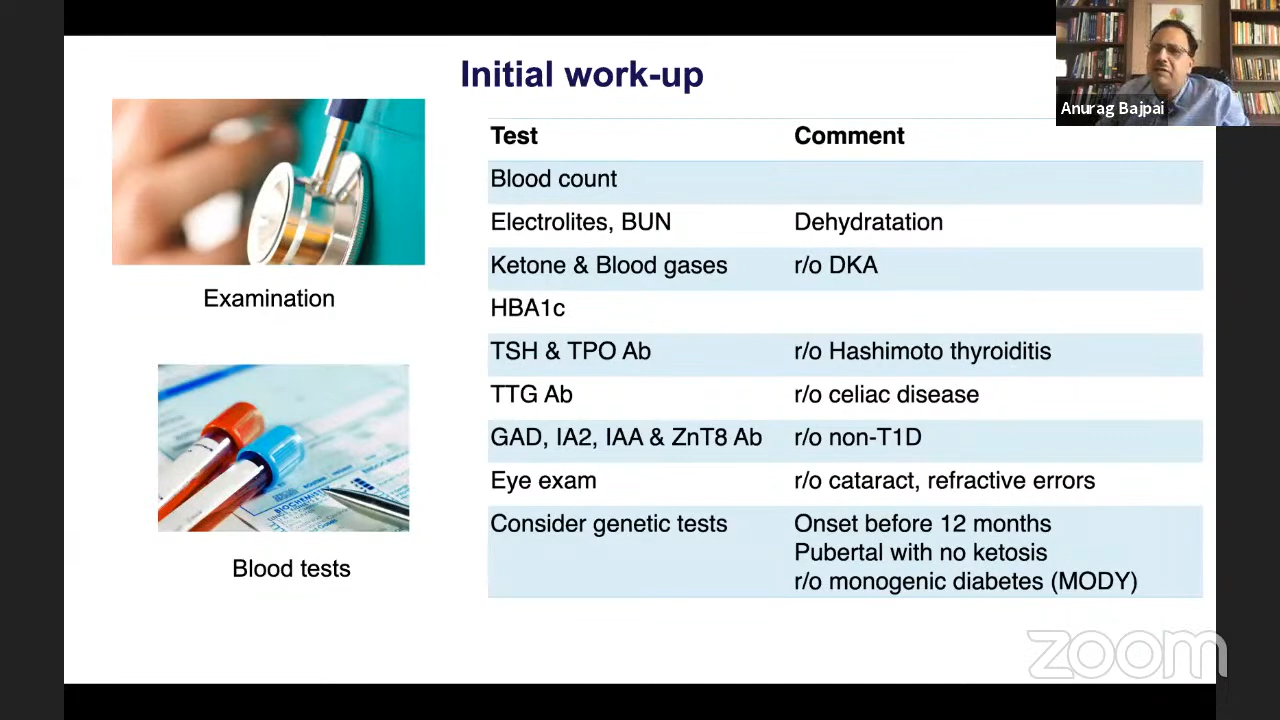 Initial work-up
Anurag Bajpai
Test Comment
Blood count
Electrolites, BUN Dehydratation
Ketone & Blood gases r/o DKA
HBA1c
TSH & TPO Ab r/o Hashimoto thyroiditis
TTG Ab r/o celiac disease
GAD, IA2, IAA & ZnT8 Ab r/o non-T1D
Eye exam r/o cataract, refractive errors
Consider genetic tests Onset before 12 months
Pubertal with no ketosis
r/o monogenic diabetes (MODY)
Examination
Blood tests
zoom